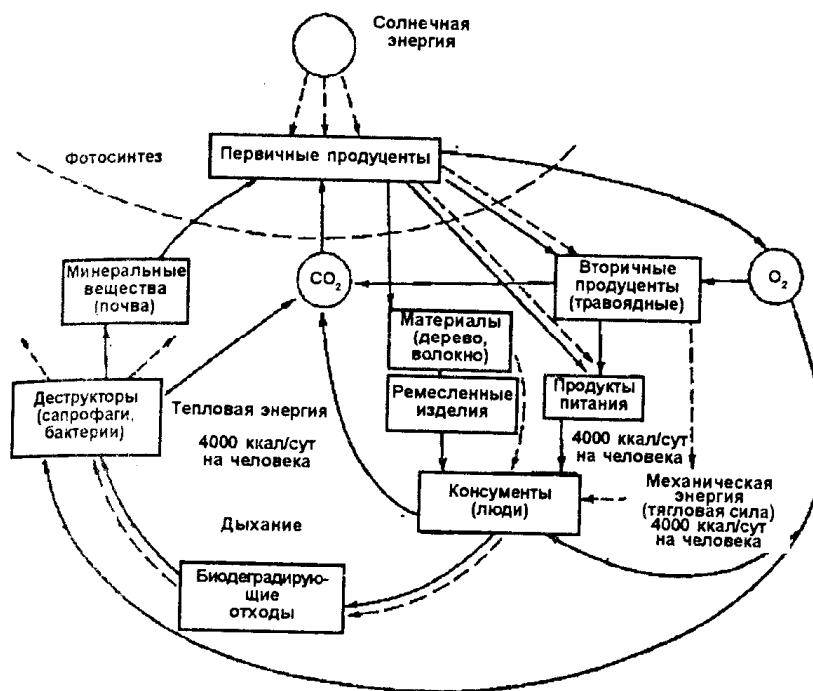 Солнечная
энергия
Фотосинтез
Первичные продуценты
Минеральные
вещества
(почва)
CO₂
Вторичные
продуценты
(травоядные)
O₂
Материалы
(дерево,
волокно)
Деструкторы
(сапрофаги,
бактерии)
Тепловая энергия
4000 ккал/сут
на человека
Ремесленные
изделия
Продукты
питания
4000 ккал/сут
на человека
Консументы
(люди)
Механическая
энергия
(тягловая сила)
4000 ккал/сут
на человека
Дыхание
Биодеградирую-
щие
отходы